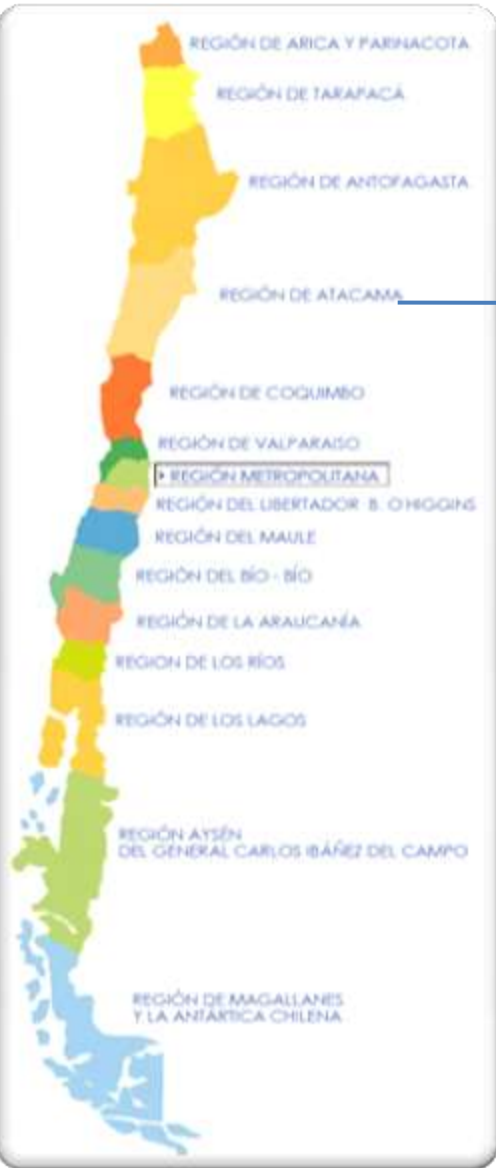 REGIÓN DE ARICA Y PARINACOTA
REGIÓN DE TARAPACÁ
REGIÓN DE ANTOFAGASTA
REGIÓN DE ATACAMA
REGIÓN DE COQUIMBO
REGIÓN DE VALPARAISO
REGIÓN METROPOLITANA
REGIÓN DEL LIBERTADOR B. O HIGGINS
REGIÓN DEL MAULE
REGIÓN DEL BÍO - BÍO
REGIÓN DE LA ARAUCANÍA
REGION DE LOS RÍOS
REGIÓN DE LOS LAGOS
REGIÓN AYSÉN
DEL GENERAL CARLOS IBÁÑEZ DEL CAMPO
REGIÓN DE MAGALLANES
Y LA ANTÁRTICA CHILENA